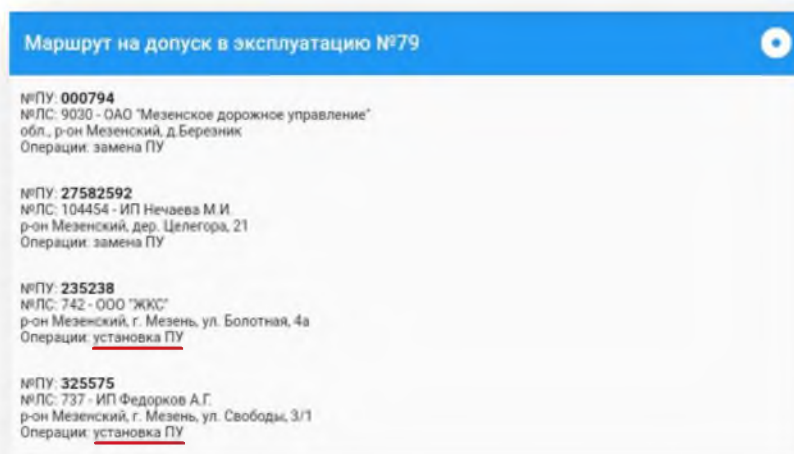 Маршрут на допуск в эксплуатацию №79
№ПУ: 000794
№ЛС: 9030 - ОАО "Мезенское дорожное управление"
обл., р-он Мезенский, д.Березник
Операции: замена ПУ
№ПУ: 27582592
№ЛС: 104454 - ИП Нечаева М.И.
р-он Мезенский, дер. Целегора, 21
Операции: замена ПУ
№ПУ: 235238
№ЛС: 742 - ООО "ЖКС"
р-он Мезенский, г. Мезень, ул. Болотная, 4а
Операции: установка ПУ
№ПУ: 325575
№ЛС: 737 - ИП Федорков А.Г.
р-он Мезенский, г. Мезень, ул. Свободы, 3/1
Операции: установка ПУ